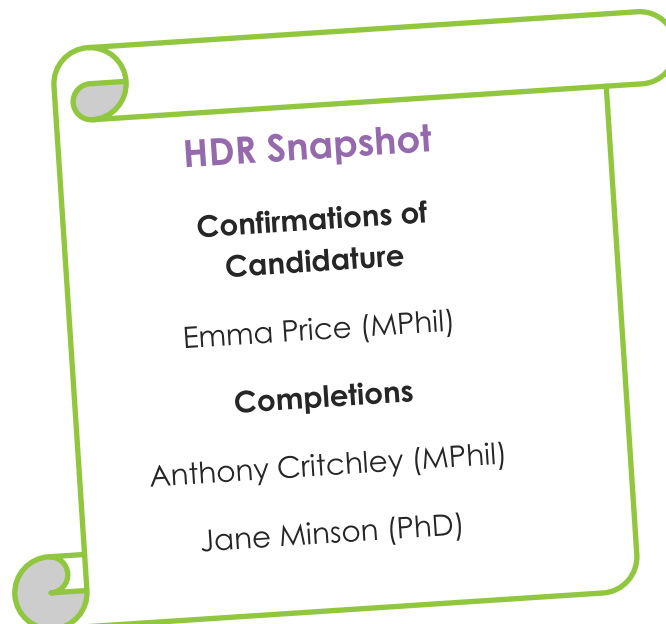 HDR Snapshot
Confirmations of
Candidature
Emma Price (MPhil)
Completions
Anthony Critchley (MPhil)
Jane Minson (PhD)